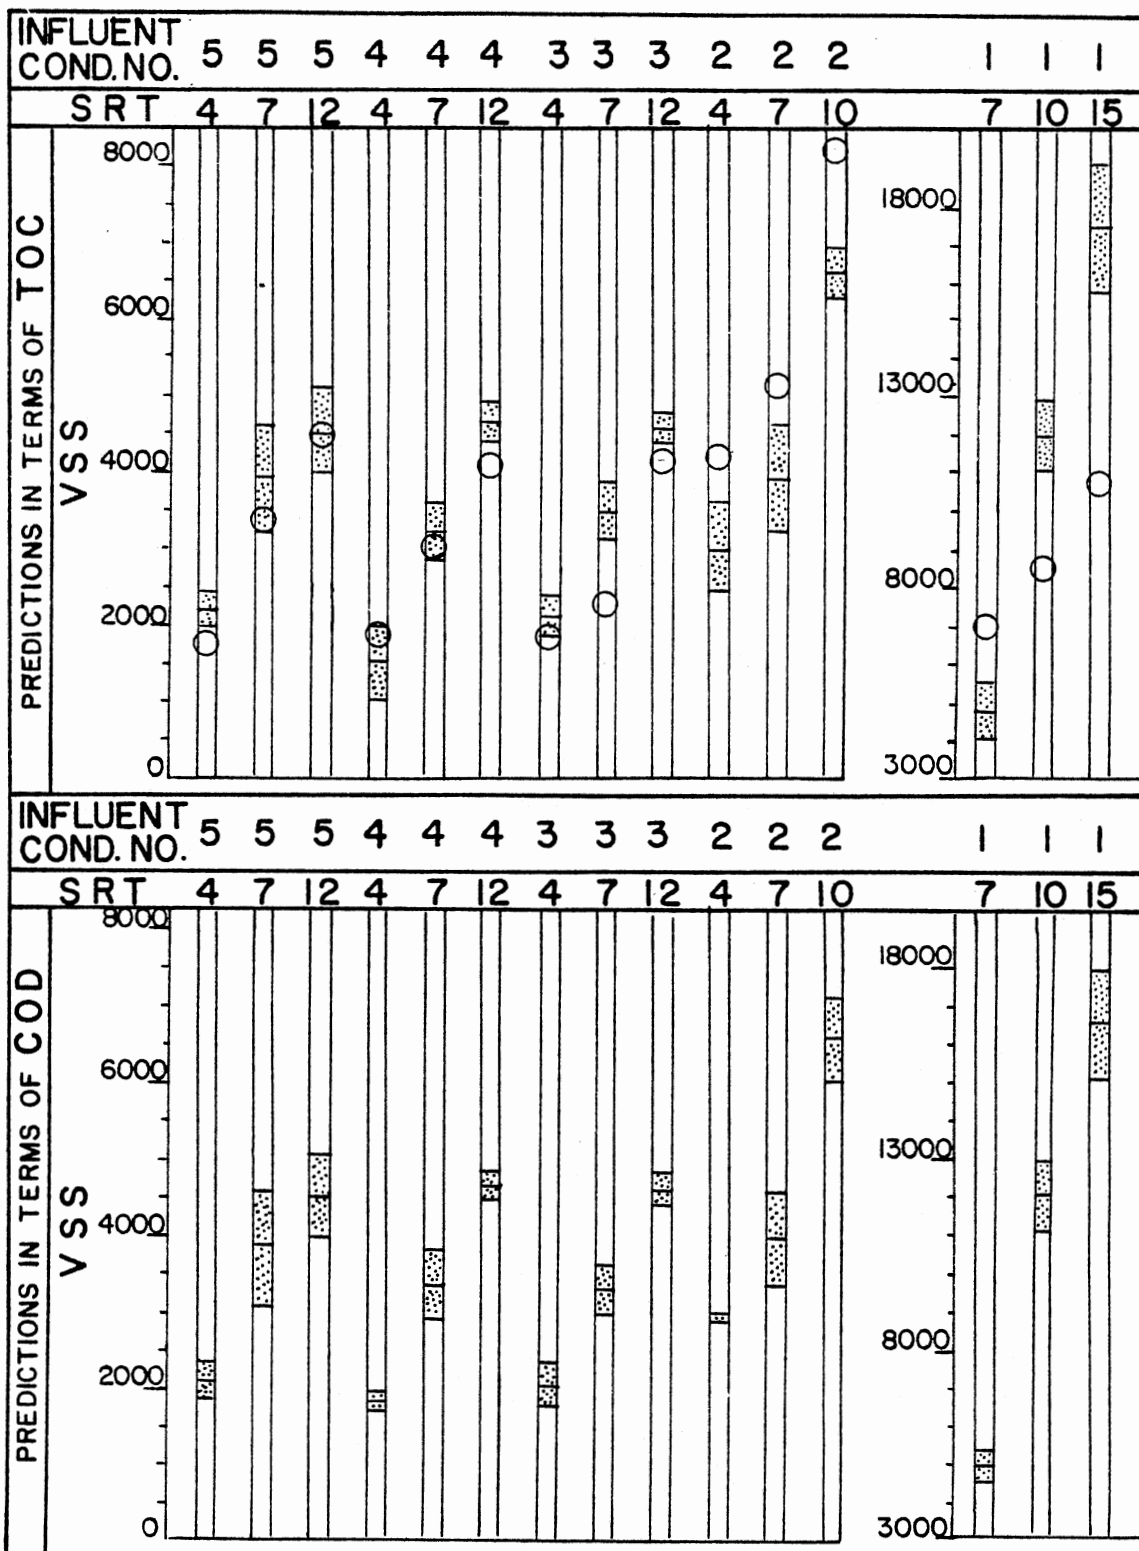 INFLUENT
COND. NO. 5 5 5 4 4 4 3 3 3 2 2 2 1 1 1
SRT 4 7 12 4 7 12 4 7 12 4 7 10 7 10 15
PREDICTIONS IN TERMS OF TOC
VSS
8000
6000
4000
2000
0
18000
13000
8000
3000
INFLUENT
COND. NO. 5 5 5 4 4 4 3 3 3 2 2 2 1 1 1
SRT 4 7 12 4 7 12 4 7 12 4 7 10 7 10 15
PREDICTIONS IN TERMS OF COD
VSS
8000
6000
4000
2000
0
18000
13000
8000
3000